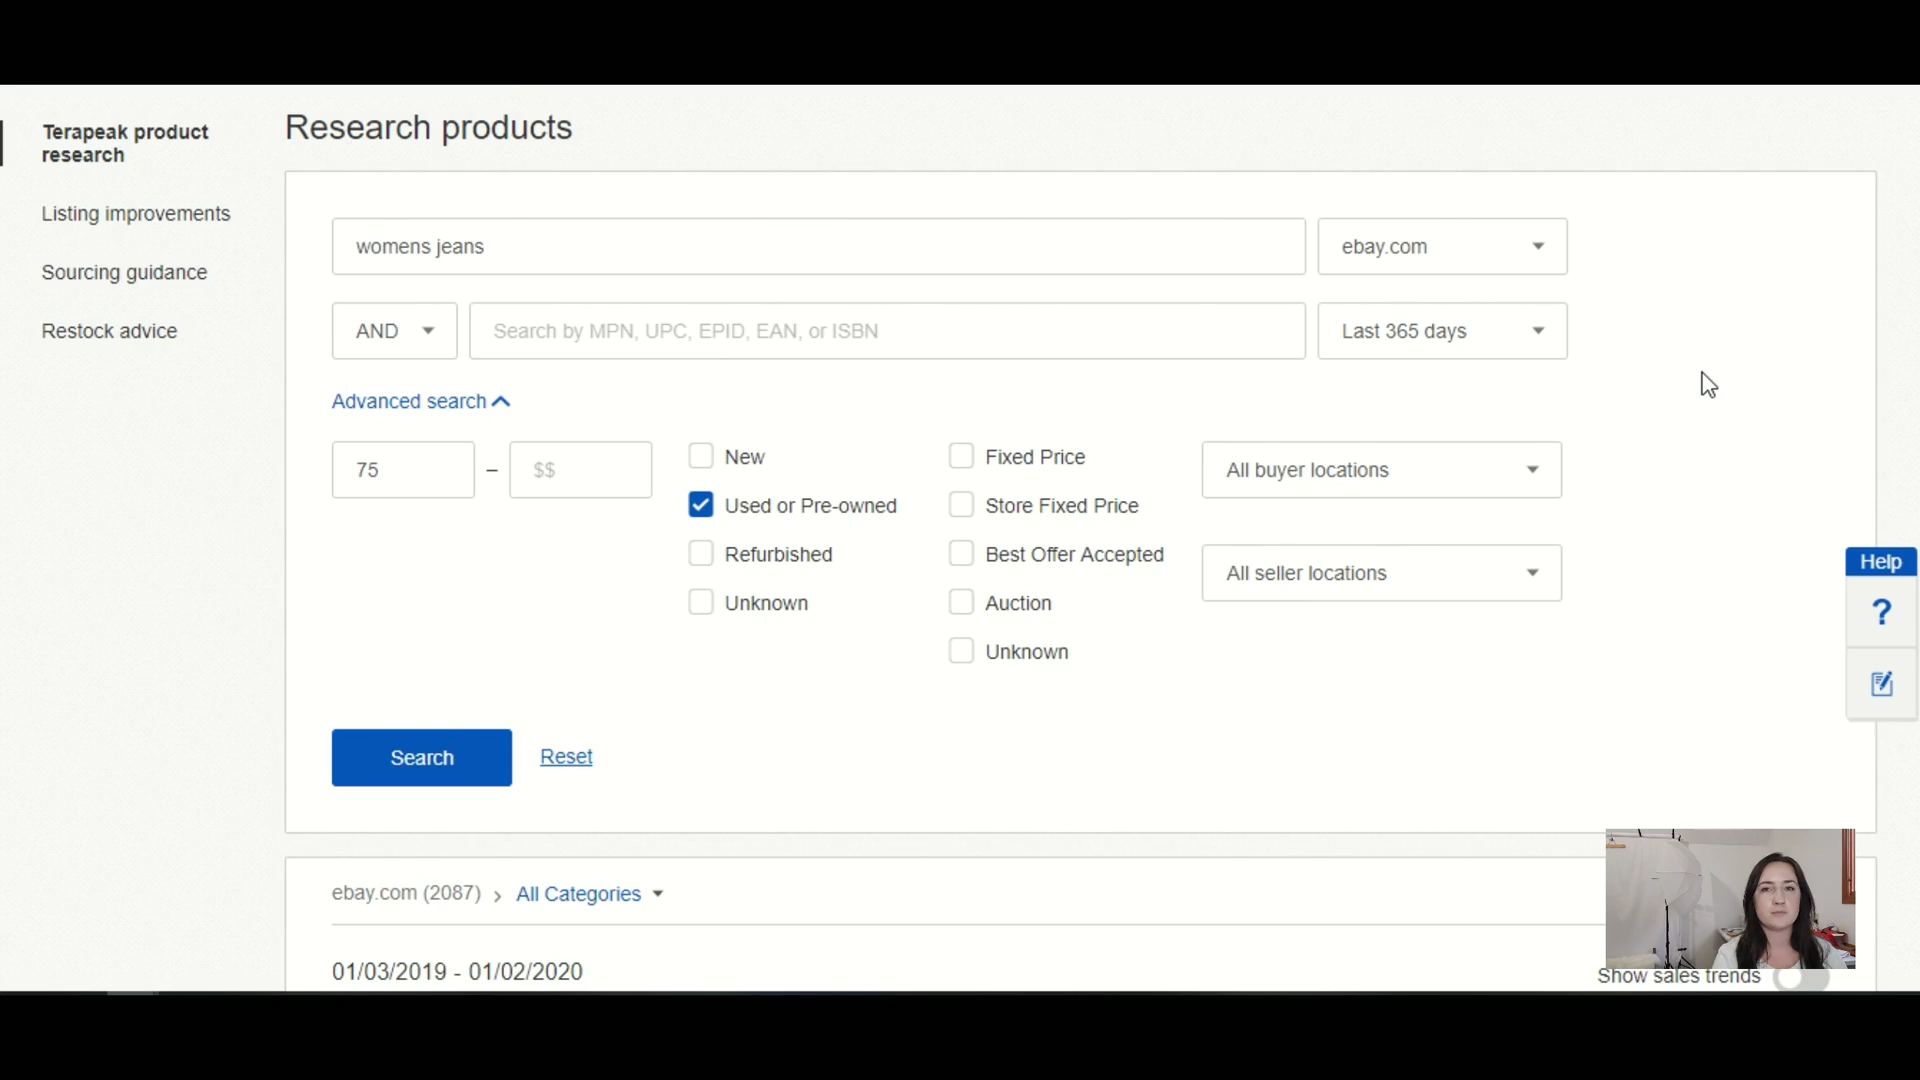 Terapeak product
research
Listing improvements
Sourcing guidance
Restock advice
Research products
womens jeans
ebay.com
AND
Search by MPN, UPC, EPID, EAN, or ISBN
Last 365 days
Advanced search
75
–
$$
New
Used or Pre-owned
Refurbished
Unknown
Fixed Price
Store Fixed Price
Best Offer Accepted
Auction
Unknown
All buyer locations
All seller locations
Search
Reset
Help
?
ebay.com (2087) > All Categories
01/03/2019 - 01/02/2020
Show sales trends